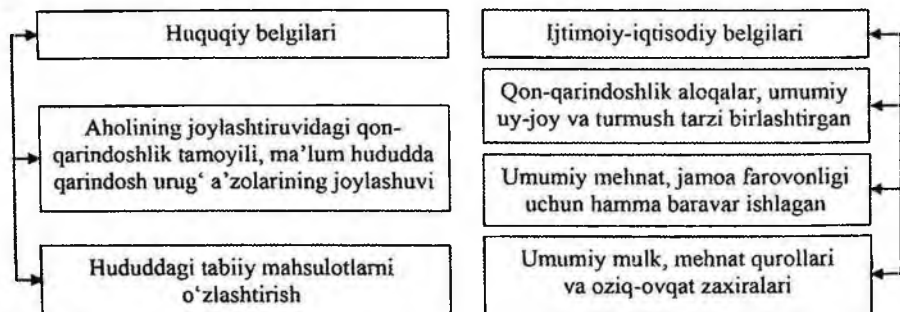 Huquqiy belgilari
Aholining joylashtiruvidagi qon-
qarindoshlik tamoyili, ma’lum hududda
qarindosh urug‘ a’zolarining joylashuvi
Hududdagi tabiiy mahsulotlarni
o‘zlashtirish
Ijtimoiy-iqtisodiy belgilari
Qon-qarindoshlik aloqalar, umumiy
uy-joy va turmush tarzi birlashtirgan
Umumiy mehnat, jamoa farovonligi
uchun hamma baravar ishlagan
Umumiy mulk, mehnat qurollari
va oziq-ovqat zaxiralari